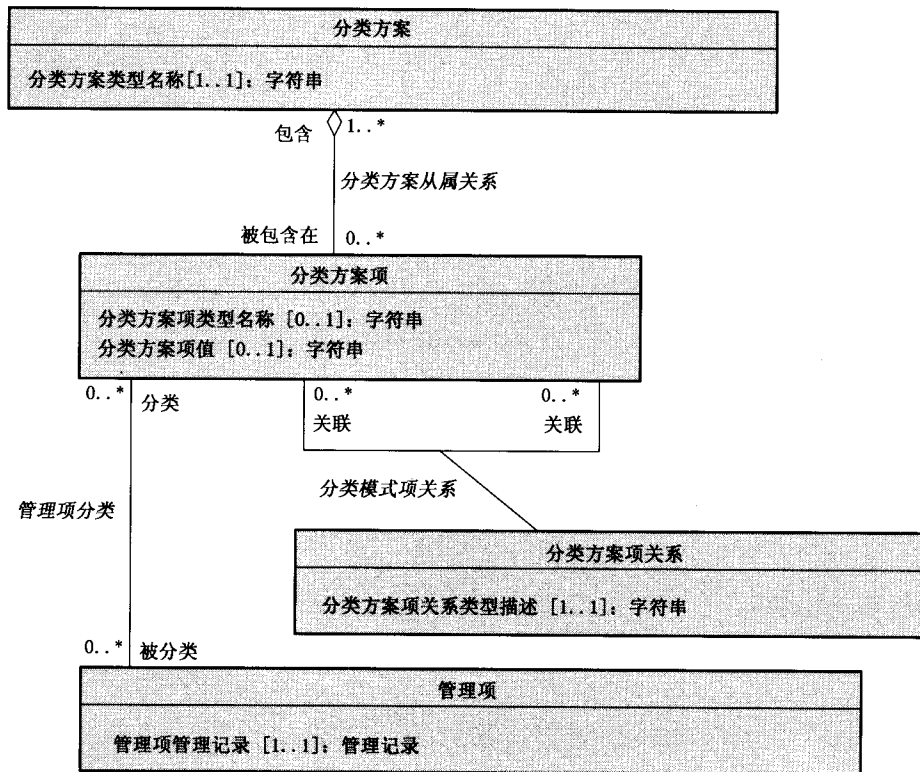 分类方案
分类方案类型名称[1..1]：字符串
包含 1..*
分类方案从属关系
被包含在 0..*
分类方案项
分类方案项类型名称 [0..1]：字符串
分类方案项值 [0..1]：字符串
0..* 分类 0..* 0..*
关联 关联
分类模式项关系
管理项分类
分类方案项关系
分类方案项关系类型描述 [1..1]：字符串
0..* 被分类
管理项
管理项管理记录 [1..1]：管理记录